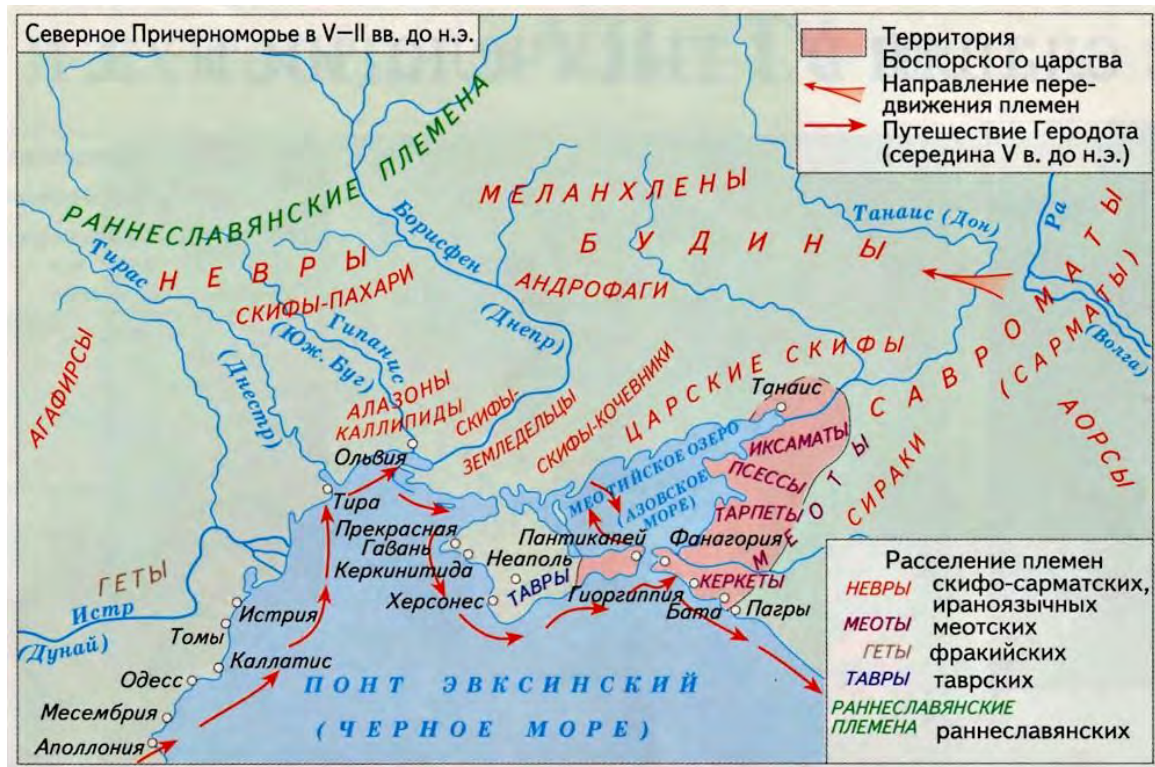 Северное Причерноморье в V—II вв. до н.э.
Территория
Боспорского царства
Направление пере-
движения племен
Путешествие Геродота
(середина V в. до н.э.)
РАННЕСЛАВЯНСКИЕ ПЛЕМЕНА
МЕЛАНХЛЕНЫ
БУДИНЫ
Танаис (Дон)
Ра
(Волга)
Борисфен
(Днепр)
Тирас
(Днестр)
НЕВРЫ
СКИФЫ-ПАХАРИ
АНДРОФАГИ
Гипанис
(Юж. Буг)
АГАФИРСЫ
АЛАЗОНЫ
КАЛЛИПИДЫ
СКИФЫ-
ЗЕМЛЕДЕЛЬЦЫ
СКИФЫ-КОЧЕВНИКИ
ЦАРСКИЕ СКИФЫ
САВРОМАТЫ
(САРМАТЫ)
АОРСЫ
СИРАКИ
МЕОТЫ
Танаис
ИКСАМАТЫ
ПСЕССЫ
ТАРПЕТЫ
КЕРКЕТЫ
МЕОТИЙСКОЕ ОЗЕРО
(АЗОВСКОЕ
МОРЕ)
Ольвия
Тира
Прекрасная
Гавань
Керкинитида
Неаполь
ТАВРЫ
Херсонес
Пантикапей
Фанагория
Гиоргиппия
Бата
Пагры
ГЕТЫ
Истр
(Дунай)
Истрия
Томы
Каллатис
Одесс
Месембрия
Аполлония
ПОНТ ЭВКСИНСКИЙ
(ЧЕРНОЕ МОРЕ)
Расселение племен
НЕВРЫ скифо-сарматских,
ираноязычных
МЕОТЫ меотских
ГЕТЫ фракийских
ТАВРЫ таврских
РАННЕСЛАВЯНСКИЕ
ПЛЕМЕНА раннеславянских